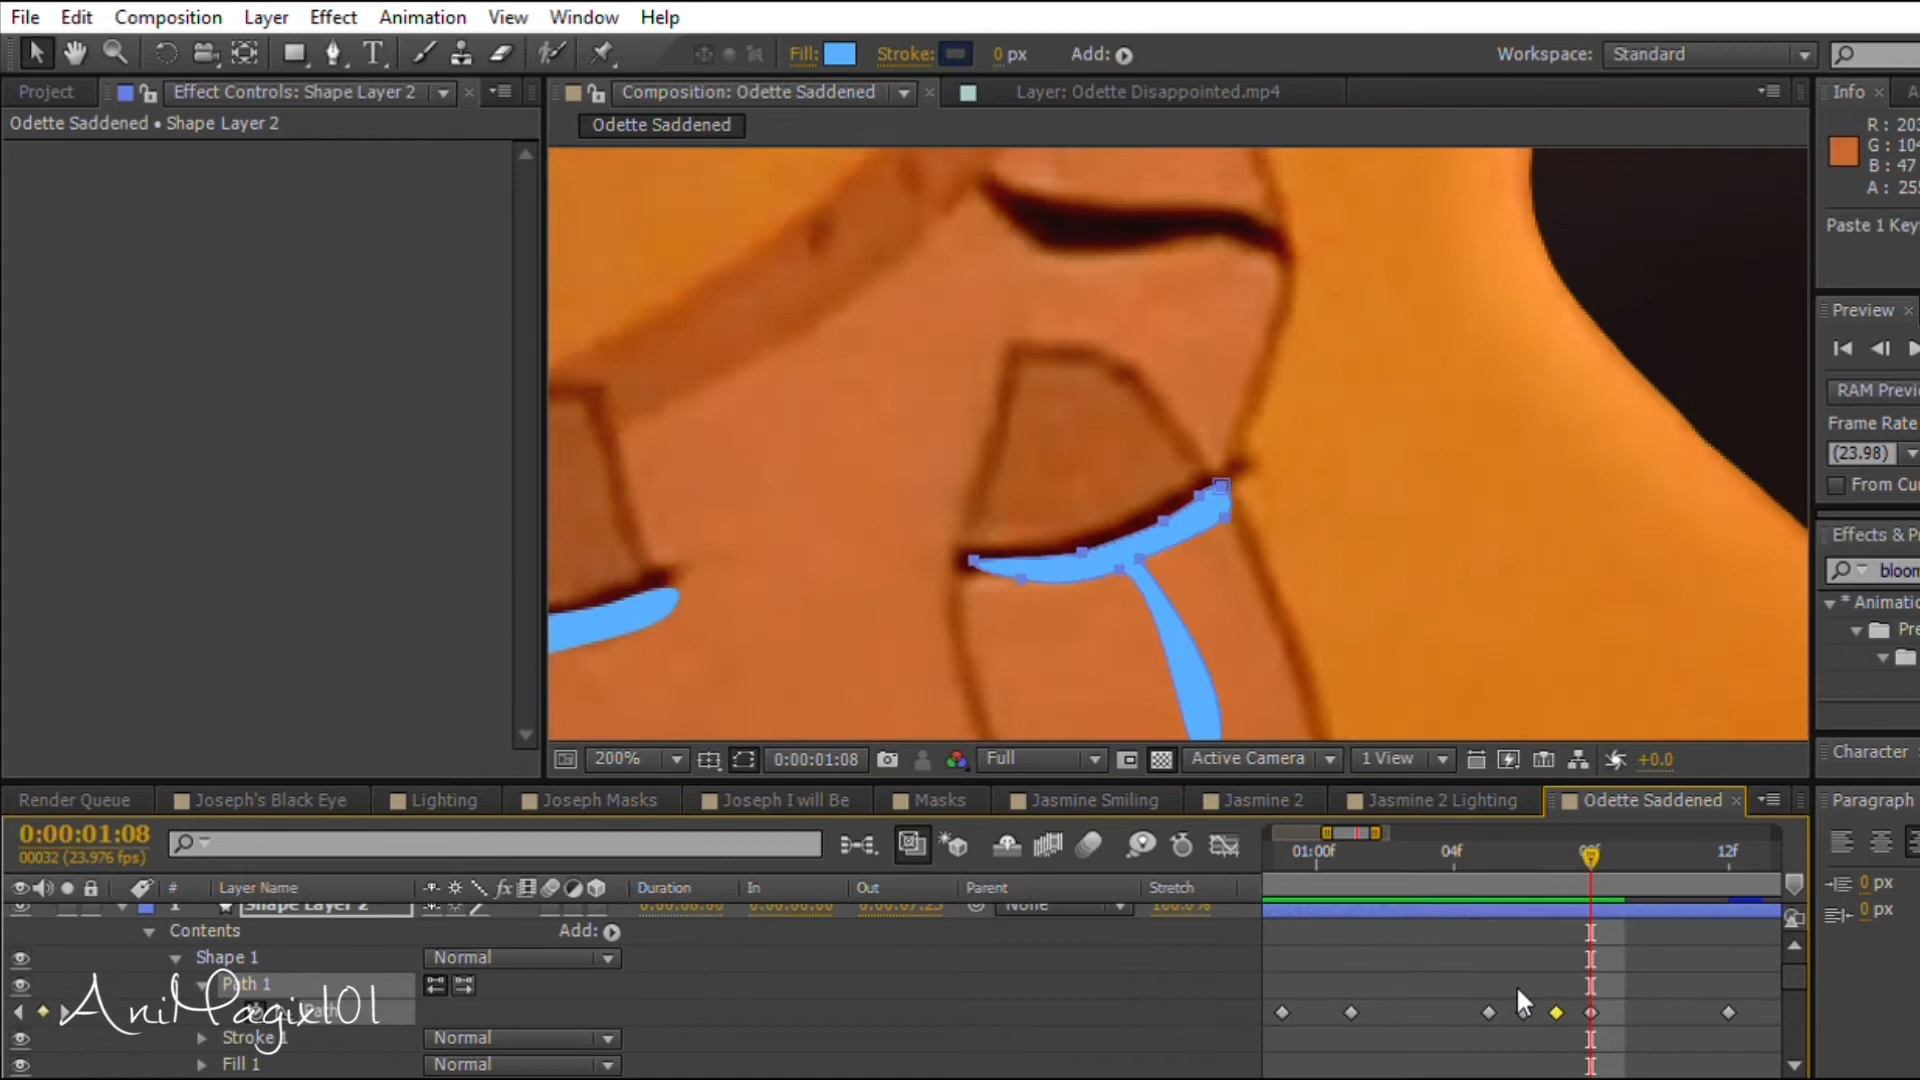 File Edit Composition Layer Effect Animation View Window Help
Fill: Stroke: 0 px Add: Workspace: Standard
Project Effect Controls: Shape Layer 2 Composition: Odette Saddened Layer: Odette Disappointed.mp4 Info
Odette Saddened • Shape Layer 2 Odette Saddened
R: 203
G: 104
B: 47
A: 255
Paste 1 Key
Preview
RAM Previ
Frame Rate
(23.98)
From Cu
Effects & P
bloom
* Animatio
Pre
200% 0:00:01:08 Full Active Camera 1 View +0.0
Character
Render Queue Joseph's Black Eye Lighting Joseph Masks Joseph I will Be Masks Jasmine Smiling Jasmine 2 Jasmine 2 Lighting Odette Saddened Paragraph
0:00:01:08
00032 (23.976 fps)
01:00f 04f 08f 12f
# Layer Name fx Duration In Out Parent Stretch
0 px
1 Shape Layer 2 0:00:08:00 0:00:00:00 0:00:07:23 None 100.0%
0 px
Contents Add:
Shape 1 Normal
Path 1
Path
AniMagix101
Stroke 1 Normal
Fill 1 Normal